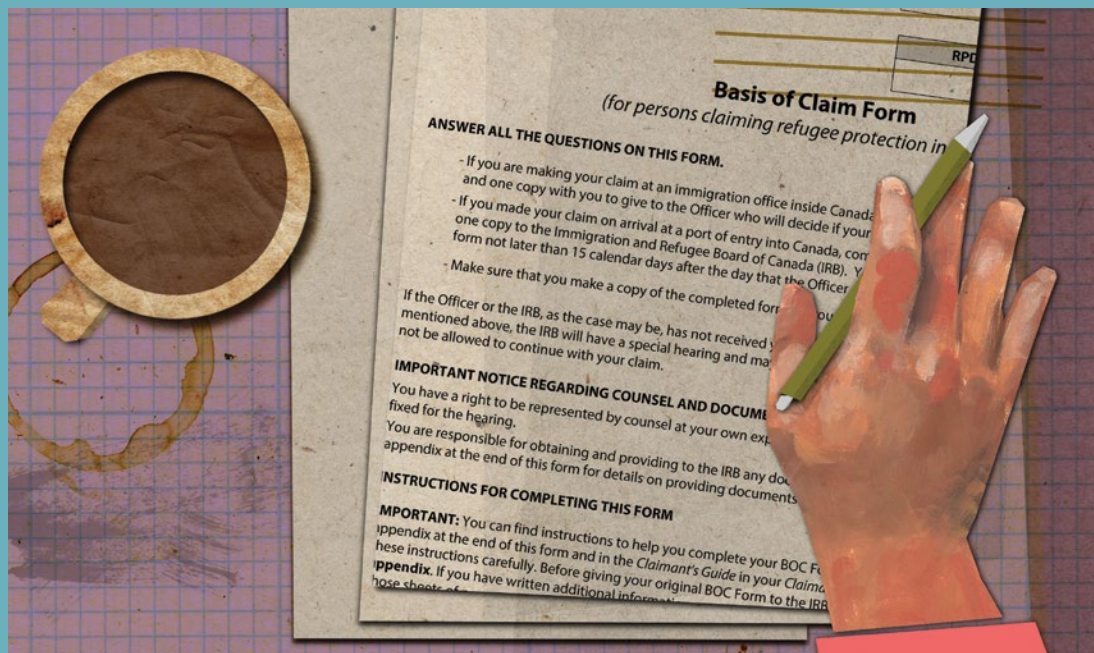 RPD
Basis of Claim Form
(for persons claiming refugee protection in
ANSWER ALL THE QUESTIONS ON THIS FORM.
- If you are making your claim at an immigration office inside Canada
and one copy with you to give to the Officer who will decide if your
- If you made your claim on arrival at a port of entry into Canada, com
one copy to the Immigration and Refugee Board of Canada (IRB). Y
form not later than 15 calendar days after the day that the Officer
- Make sure that you make a copy of the completed for
If the Officer or the IRB, as the case may be, has not received
mentioned above, the IRB will have a special hearing and ma
not be allowed to continue with your claim.
IMPORTANT NOTICE REGARDING COUNSEL AND DOCUME
You have a right to be represented by counsel at your own exp
fixed for the hearing.
You are responsible for obtaining and providing to the IRB any do
appendix at the end of this form for details on providing documents
NSTRUCTIONS FOR COMPLETING THIS FORM
MPORTANT: You can find instructions to help you complete your BOC F
appendix at the end of this form and in the Claimant's Guide in your Claima
hese instructions carefully. Before giving your original BOC Form to the IRB
ppendix. If you have written additional informati
hose sheets of